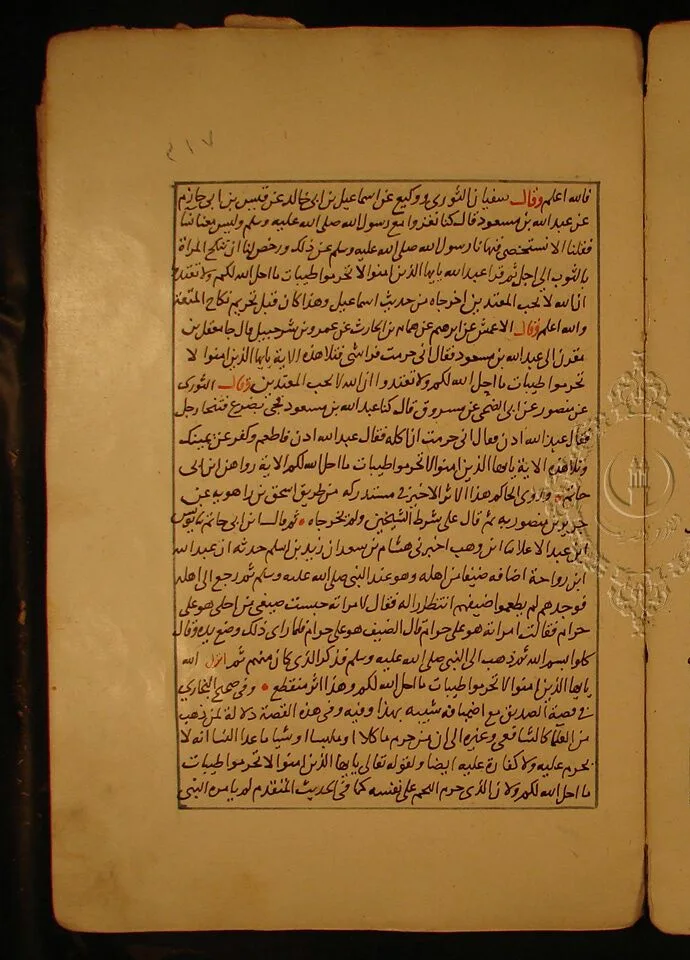 فالله اعلم وقال سفيان الثوري ووكيع عن اسماعيل بن ابي خالد عن قيس بن ابي حازم
عن عبد الله بن مسعود قال كنا نغزوا مع رسول الله صلى الله عليه وسلم وليس معنا نسا
فقلنا الا نستخصي فنهانا رسول الله صلى الله عليه وسلم عن ذلك ورخص لنا ان ننكح المراة
بالثوب الى اجل ثم قرا عبد الله يايها الذين امنوا لا تحرموا طيبات ما احل الله لكم ولا تعتدوا
ان الله لا يحب المعتدين اخرجاه من حديث اسماعيل وهذا كان قبل تحريم نكاح المتعة
والله اعلم وقال الاعمش عن ابرهيم عن همام بن الحارث عن عمرو بن شرحبيل قال جا معقل بن
مقرن الى عبد الله بن مسعود فقال اني حرمت فراشي فتلا هذه الاية يايها الذين امنوا لا
تحرموا طيبات ما احل الله لكم ولا تعتدوا ان الله لا يحب المعتدين وقال الثوري
عن منصور عن ابي الضحى عن مسروق قال كنا عند عبد الله بن مسعود فجي بضرع فتنحا رجل
فقال عبد الله ادن فقال اني حرمت ان اكله فقال عبد الله ادن فاطعم وكفر عن يمينك
وتلا هذه الاية يايها الذين امنوا لا تحرموا طيبات ما احل الله لكم الاية رواهن ابن ابي
حاتم وروى الحاكم هذا الاثر الاخير في مستدركه من طريق اسحق بن راهويه عن
جرير عن منصور به ثم قال على شرط الشيخين ولم يخرجاه ثم قال ابن ابي حاتم نا يونس
ابن عبد الاعلا نا ابن وهب اخبرني هشام بن سعد ان زيد بن اسلم حدثه ان عبد الله
ابن رواحة اضافه ضيف من اهله وهو عند النبي صلى الله عليه وسلم ثم رجع الى اهله
فوجدهم لم يطعموا ضيفهم انتظارا له فقال لامراته حبست ضيفي من اجلي هو علي
حرام فقالت امراته هو علي حرام قال الضيف هو علي حرام فلما راى ذلك وضع يده وقال
كلوا بسم الله ثم ذهب الى النبي صلى الله عليه وسلم فذكر الذي كان منهم ثم انزل الله
يايها الذين امنوا لا تحرموا طيبات ما احل الله لكم وهذا اثر منقطع وفي صحيح البخاري
في قصة الصديق مع اضيافه شبيه بهذا وفيه وفي هذه القصة دلالة لمن ذهب
من العلما كالشافعي وغيره الى ان من حرم ماكلا او ملبسا او شيا ما عدا النسا انه لا
يحرم عليه ولا كفارة عليه ايضا ولقوله تعالى يايها الذين امنوا لا تحرموا طيبات
ما احل الله لكم ولان الذي حرم اللحم على نفسه كما في الحديث المتقدم لم يامره النبي